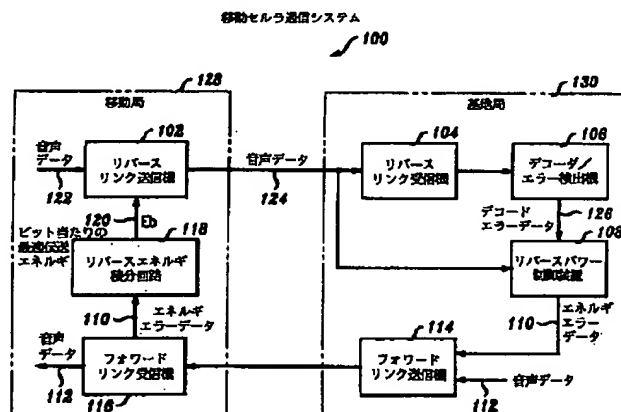 移動セルラ通信システム
100
128
移動局
130
基地局
102
104
106
音声
データ
122
リバース
リンク送信機
音声データ
124
リバース
リンク受信機
デコーダ/
エラー検出機
120
Eb
118
ビット当たりの
最適伝送
エネルギ
リバースエネルギ
積分回路
デコード
エラーデータ
126
108
リバースパワー
制御装置
110
エネルギ
エラーデータ
114
110
エネルギ
エラー
データ
音声
データ
112
フォワード
リンク受信機
116
フォワード
リンク送信機
音声データ
112